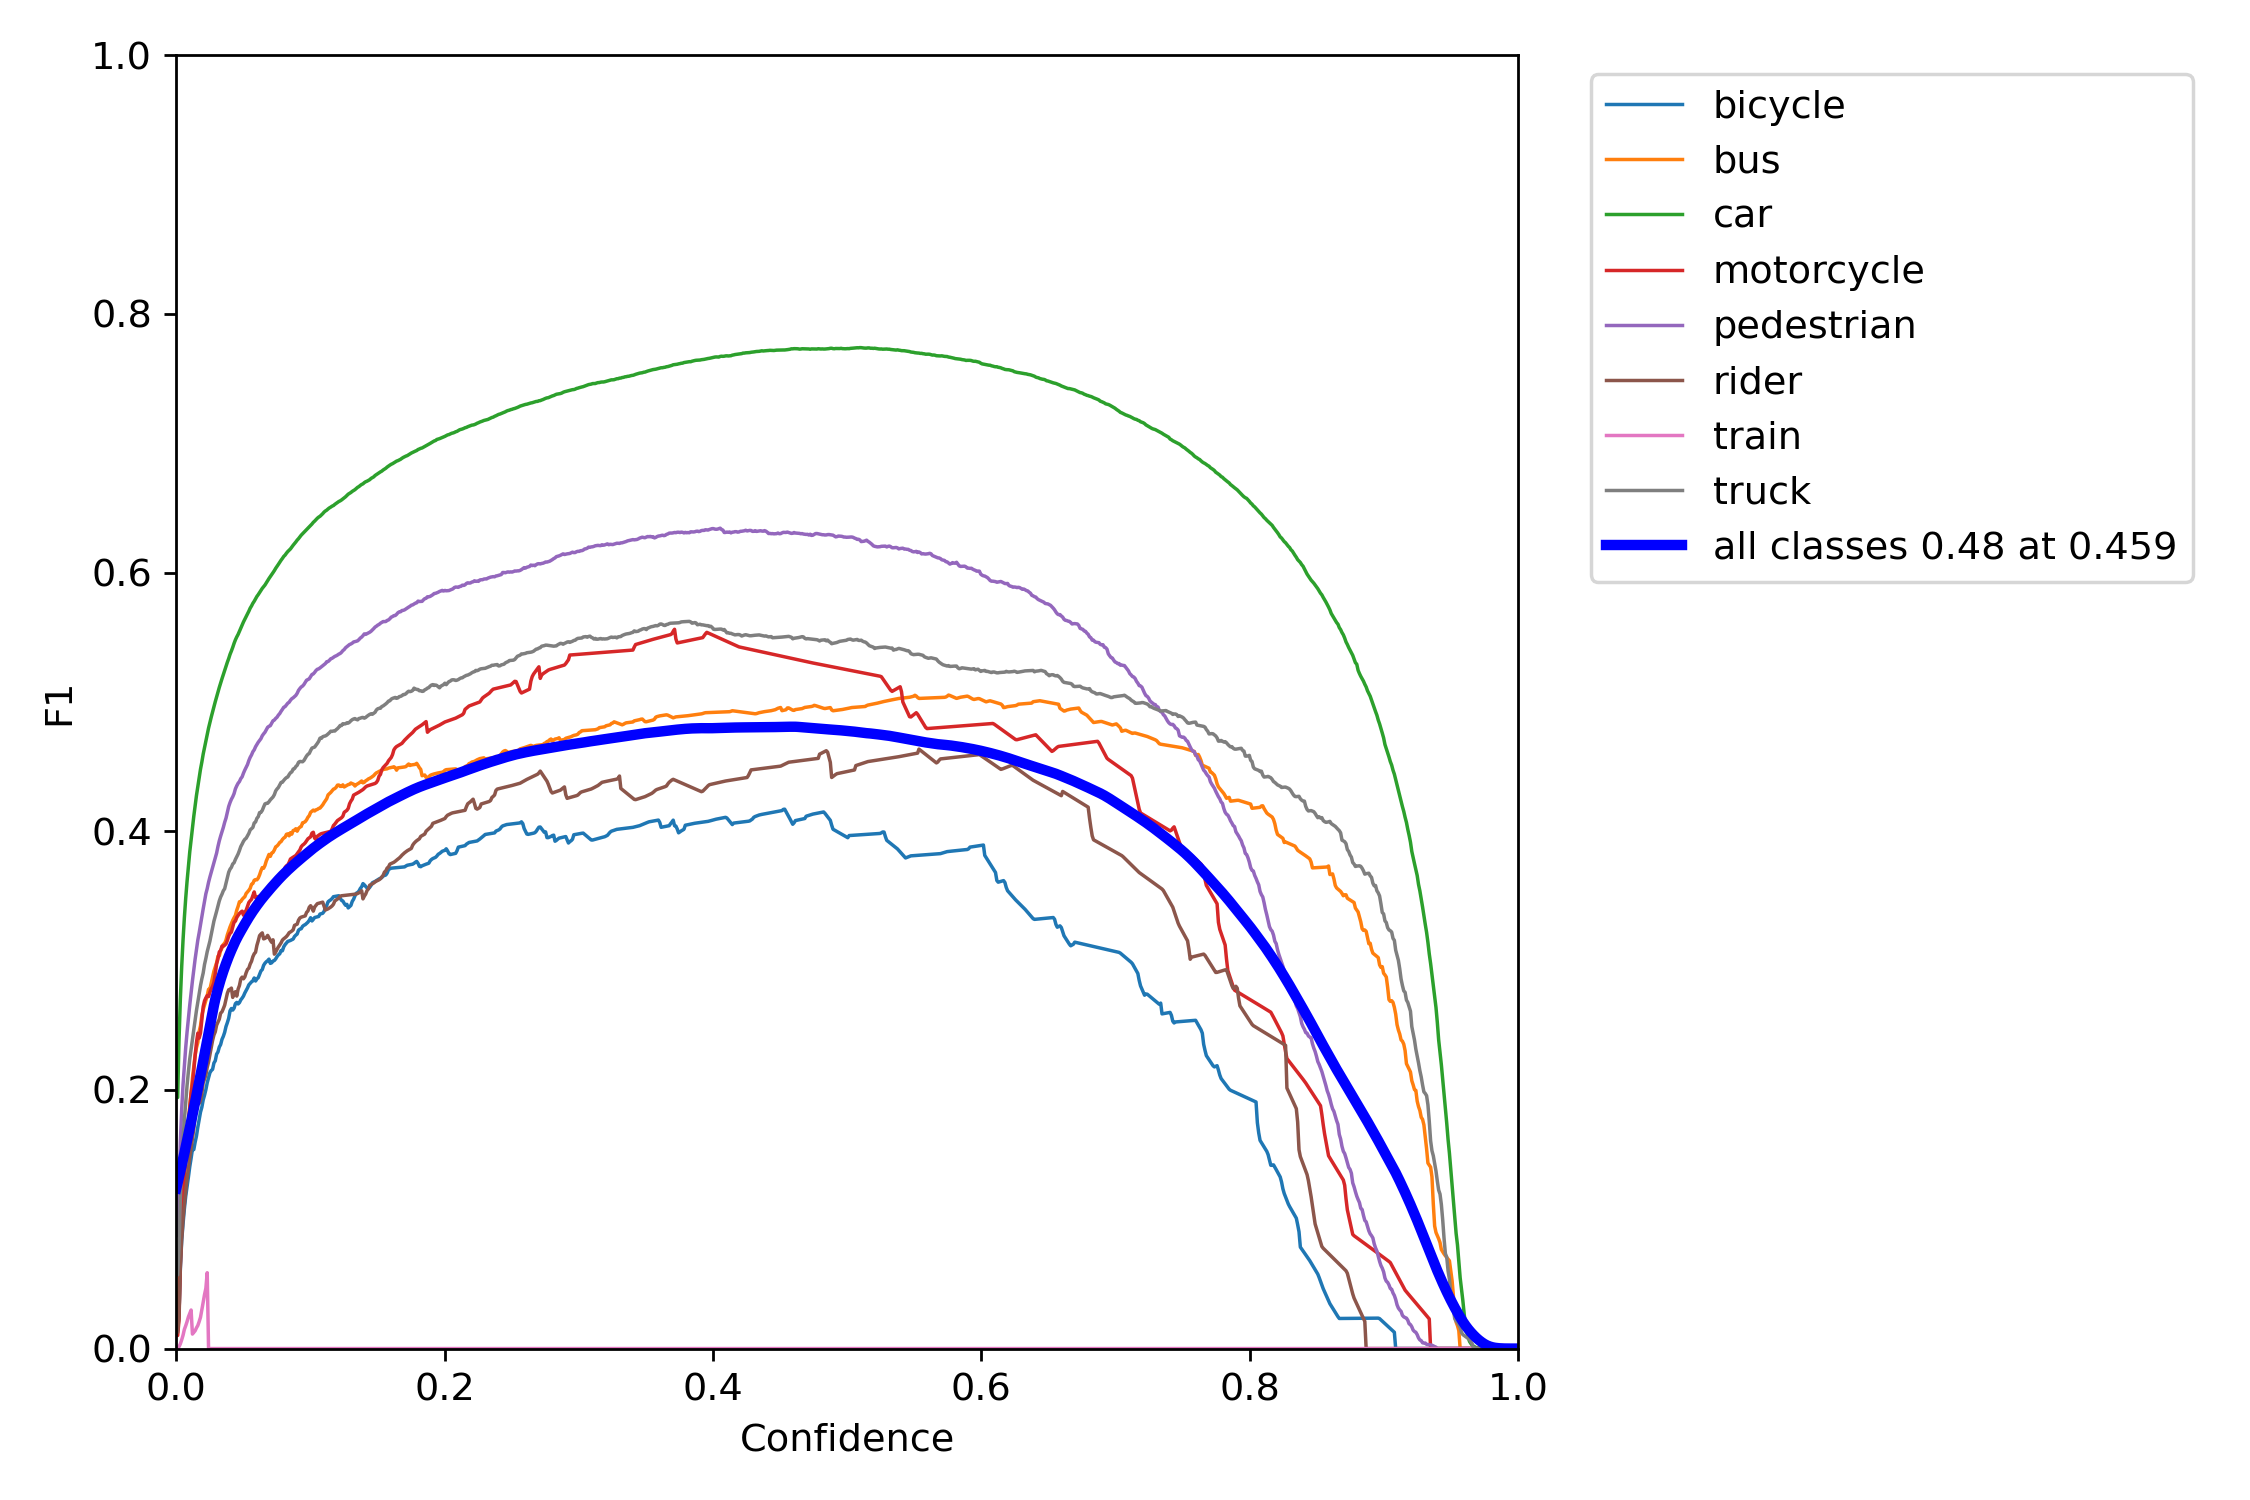 1.0
0.8
0.6
0.4
0.2
0.0
F1
0.0 0.2 0.4 0.6 0.8 1.0
Confidence
bicycle
bus
car
motorcycle
pedestrian
rider
train
truck
all classes 0.48 at 0.459